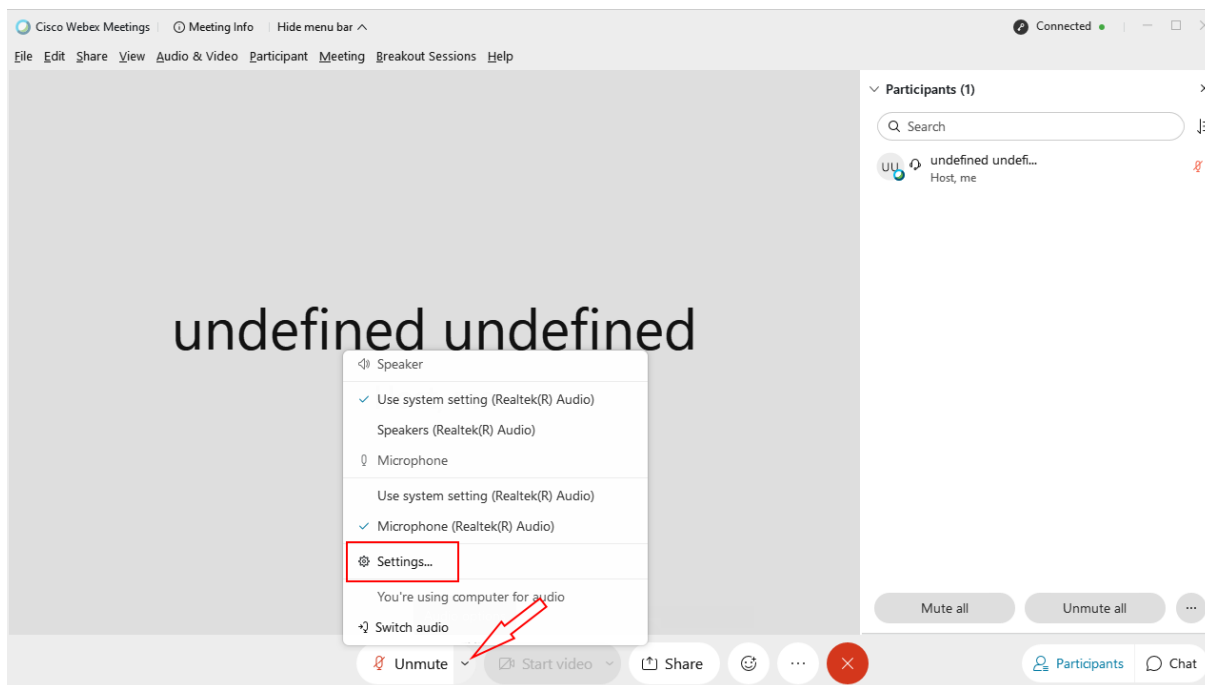 Cisco Webex Meetings Meeting Info Hide menu bar Connected
File Edit Share View Audio & Video Participant Meeting Breakout Sessions Help
Participants (1)
Search
UU undefined undefi...
Host, me
undefined undefined
Speaker
Use system setting (Realtek(R) Audio)
Speakers (Realtek(R) Audio)
Microphone
Use system setting (Realtek(R) Audio)
Microphone (Realtek(R) Audio)
Settings...
You're using computer for audio
Switch audio
Mute all Unmute all ...
Unmute Start video Share ... Participants Chat